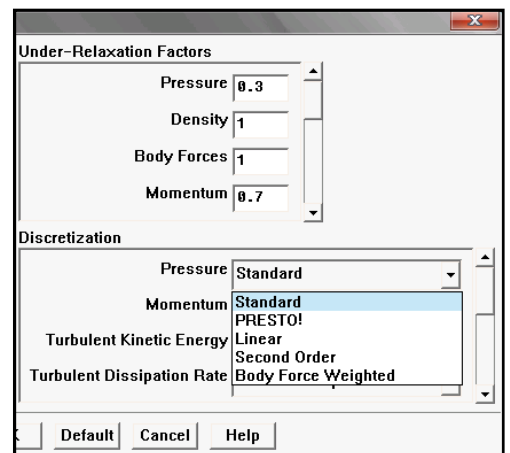 Under-Relaxation Factors
Pressure 0.3
Density 1
Body Forces 1
Momentum 0.7
Discretization
Pressure Standard
Momentum Standard
PRESTO!
Turbulent Kinetic Energy Linear
Second Order
Turbulent Dissipation Rate Body Force Weighted
Default Cancel Help